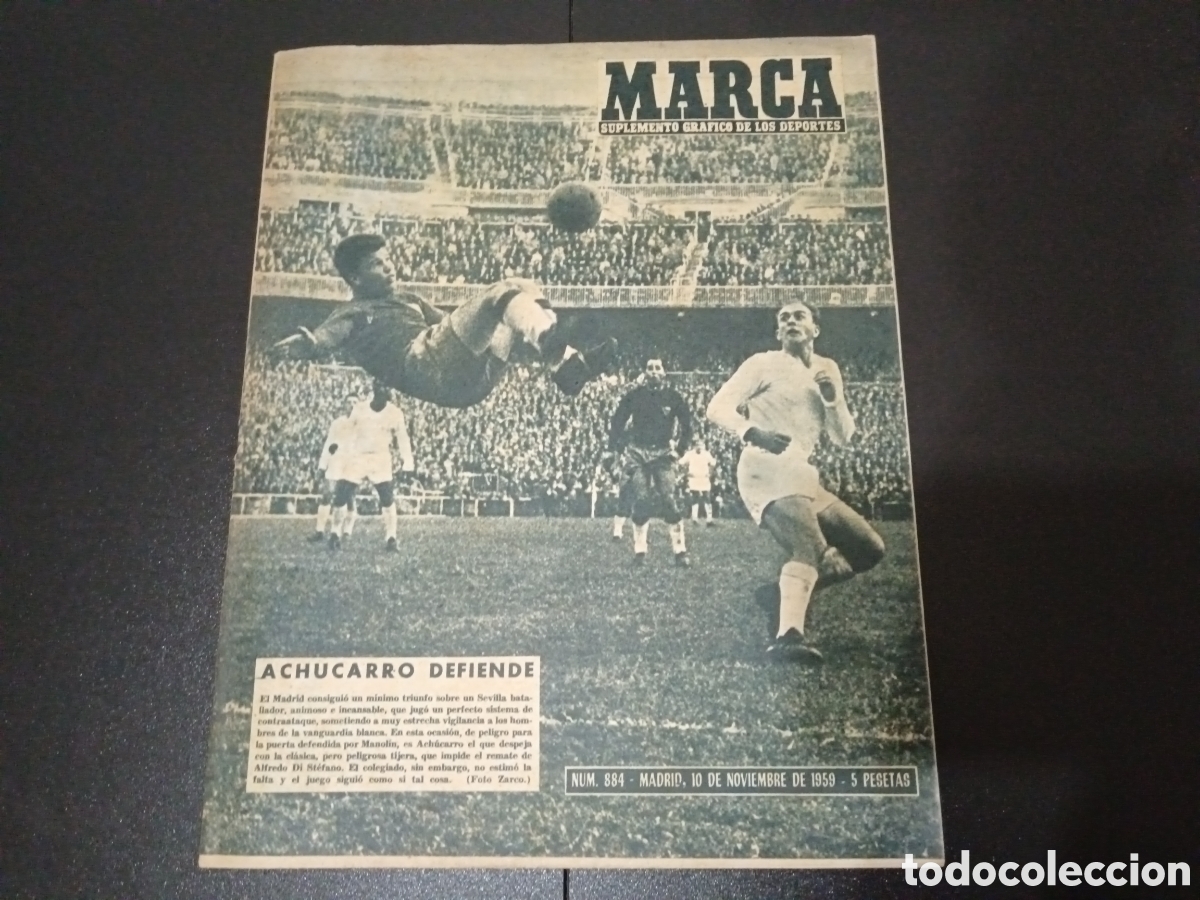 MARCA
SUPLEMENTO GRAFICO DE LOS DEPORTES
ACHUCARRO DEFIENDE
El Madrid consiguió un mínimo triunfo sobre un Sevilla bata-
llador, animoso e incansable, que jugó un perfecto sistema de
contraataque, sometiendo a muy estrecha vigilancia a los hom-
bres de la vanguardia blanca. En esta ocasión, de peligro para
la puerta defendida por Manolín, es Achúcarro el que despeja
con la clásica, pero peligrosa tijera, que impide el remate de
Alfredo Di Stéfano. El colegiado, sin embargo, no estimó la
falta y el juego siguió como si tal cosa. (Foto Zarco.)
NUM. 884 - MADRID, 10 DE NOVIEMBRE DE 1959 - 5 PESETAS
todocoleccion